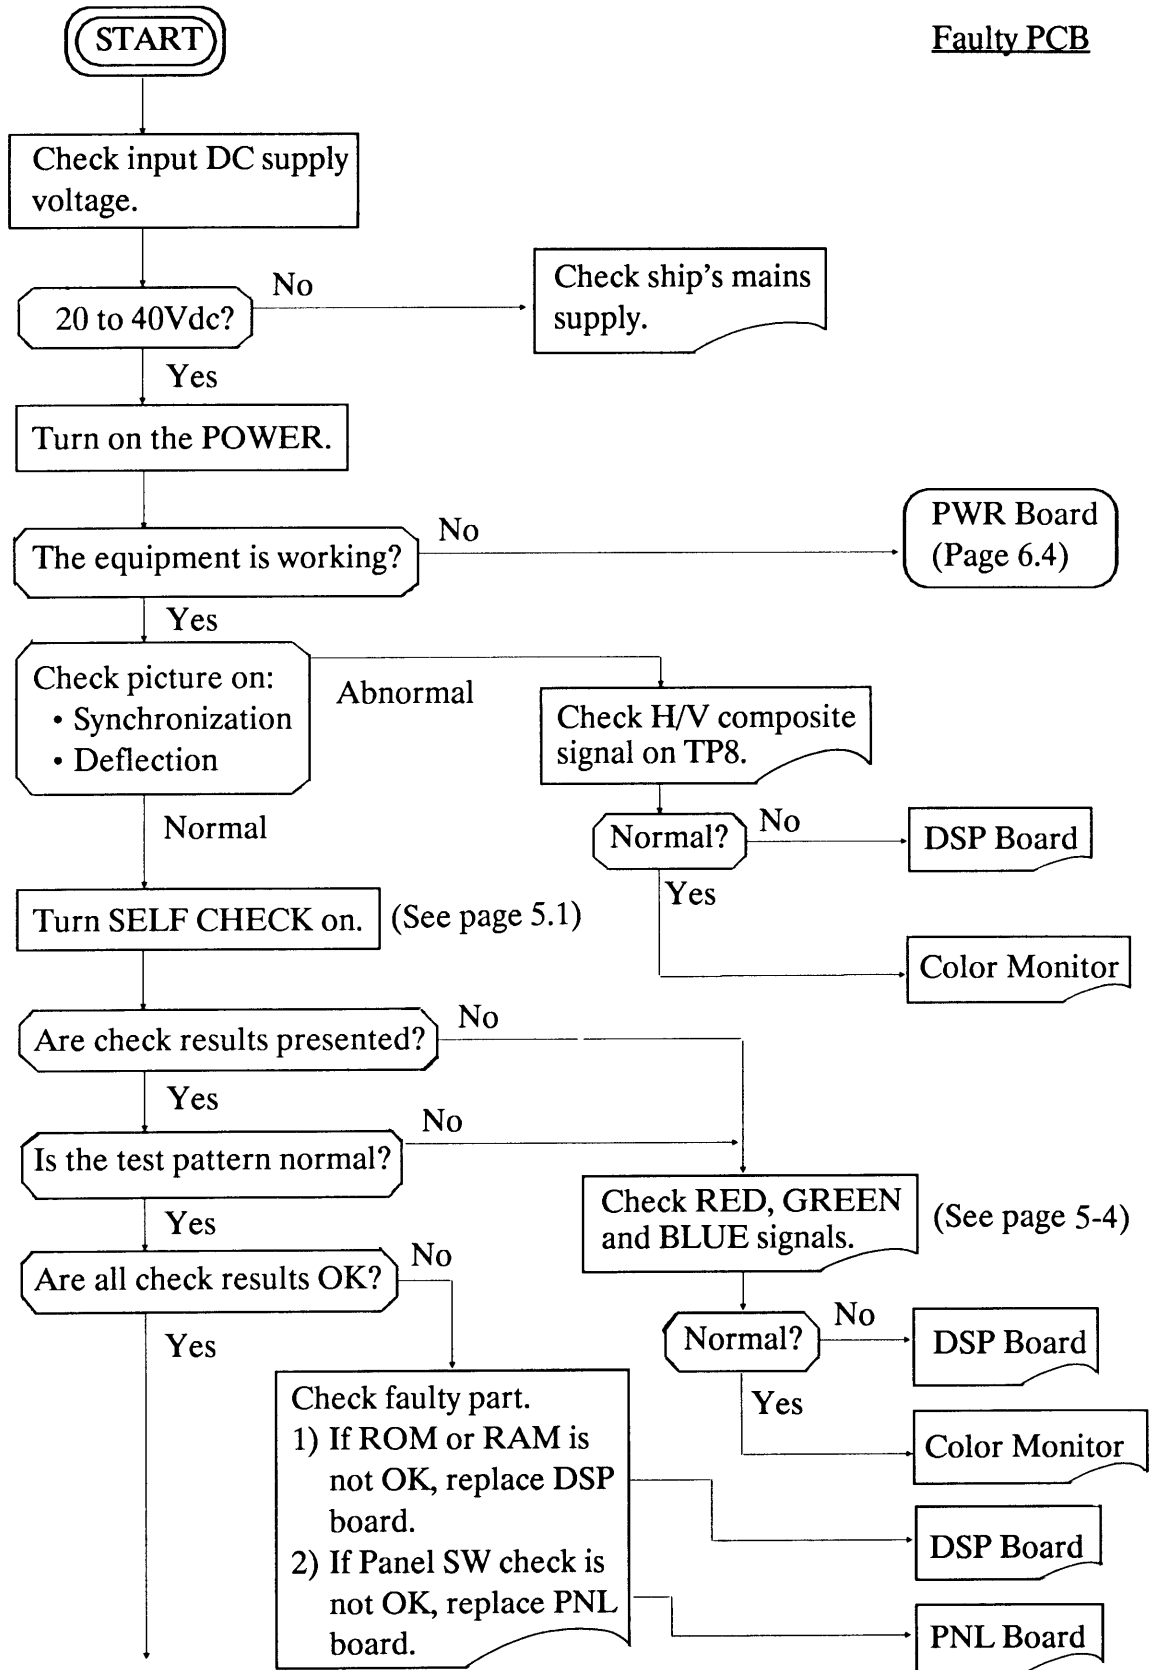 START
Faulty PCB
Check input DC supply
voltage.
20 to 40Vdc?
No
Check ship's mains
supply.
Yes
Turn on the POWER.
The equipment is working?
No
PWR Board
(Page 6.4)
Yes
Check picture on:
• Synchronization
• Deflection
Abnormal
Check H/V composite
signal on TP8.
Normal
Normal?
No
DSP Board
Yes
Color Monitor
Turn SELF CHECK on.
(See page 5.1)
Are check results presented?
No
Yes
Is the test pattern normal?
No
Check RED, GREEN
and BLUE signals.
(See page 5-4)
Yes
Are all check results OK?
No
Normal?
No
DSP Board
Yes
Color Monitor
Yes
Check faulty part.
1) If ROM or RAM is
not OK, replace DSP
board.
2) If Panel SW check is
not OK, replace PNL
board.
DSP Board
PNL Board